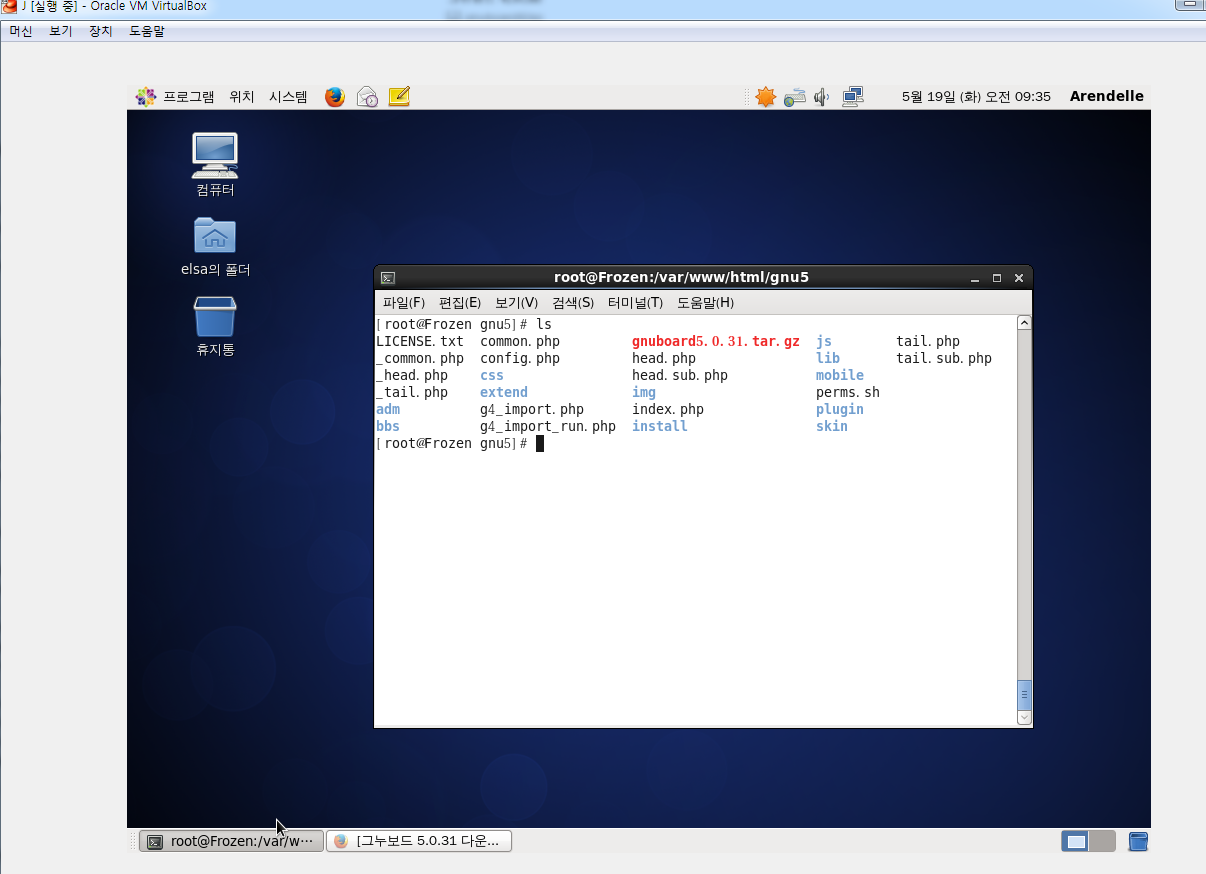 J [실행 중] - Oracle VM VirtualBox
머신 보기 장치 도움말
프로그램 위치 시스템 5월 19일 (화) 오전 09:35 Arendelle
컴퓨터
elsa의 폴더
휴지통
root@Frozen:/var/www/html/gnu5
파일(F) 편집(E) 보기(V) 검색(S) 터미널(T) 도움말(H)
[root@Frozen gnu5]# ls
LICENSE.txt common.php gnuboard5.0.31.tar.gz js tail.php
_common.php config.php head.php lib tail.sub.php
_head.php css head.sub.php mobile
_tail.php extend img perms.sh
adm g4_import.php index.php plugin
bbs g4_import_run.php install skin
[root@Frozen gnu5]#
root@Frozen:/var/w… [그누보드 5.0.31 다운...